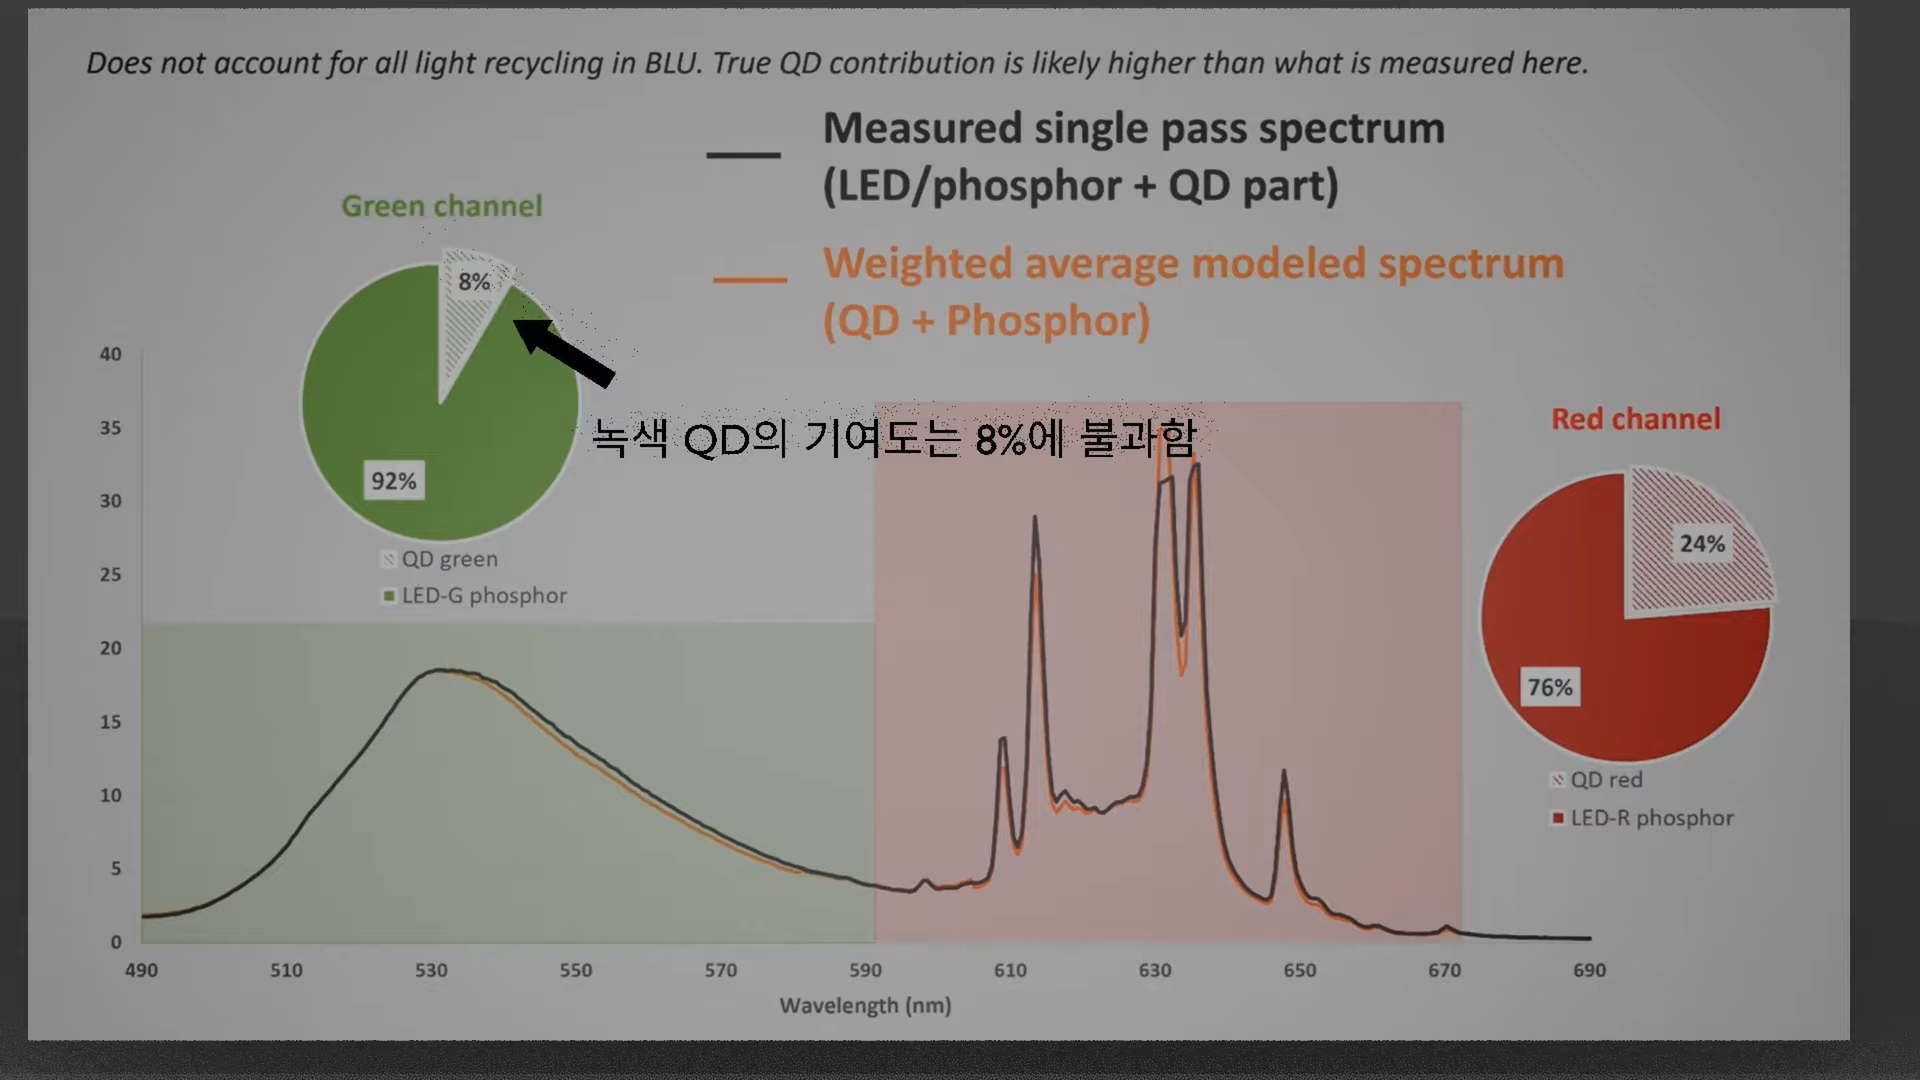 Does not account for all light recycling in BLU. True QD contribution is likely higher than what is measured here.
Measured single pass spectrum
(LED/phosphor + QD part)
Weighted average modeled spectrum
(QD + Phosphor)
Green channel
8%
92%
QD green
LED-G phosphor
녹색 QD의 기여도는 8%에 불과함
Red channel
24%
76%
QD red
LED-R phosphor
40
35
30
25
20
15
10
5
0
490 510 530 550 570 590 610 630 650 670 690
Wavelength (nm)